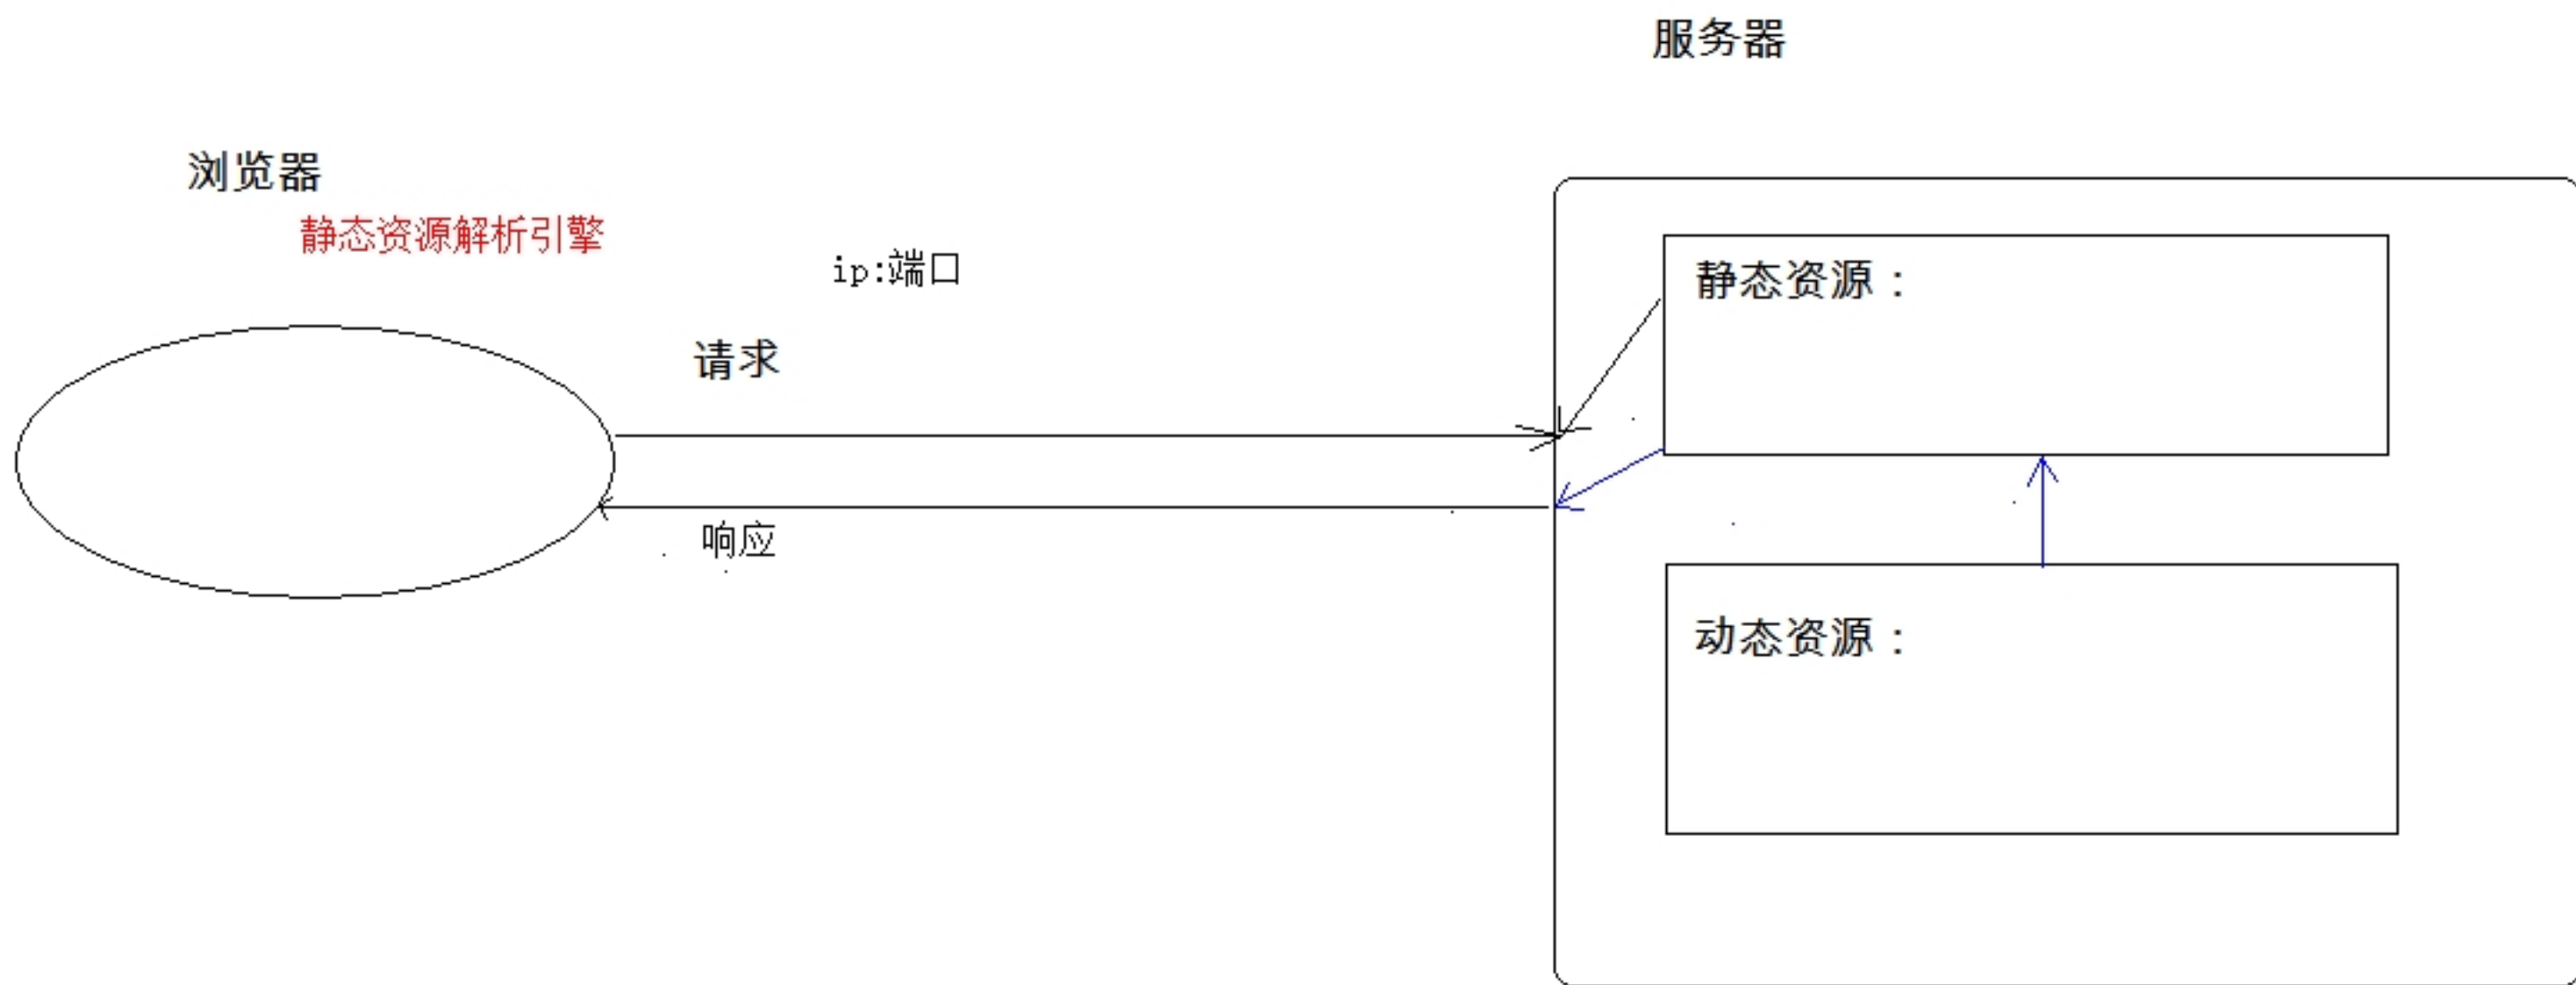 服务器
浏览器
静态资源解析引擎
ip:端口
静态资源：
请求
响应
动态资源：